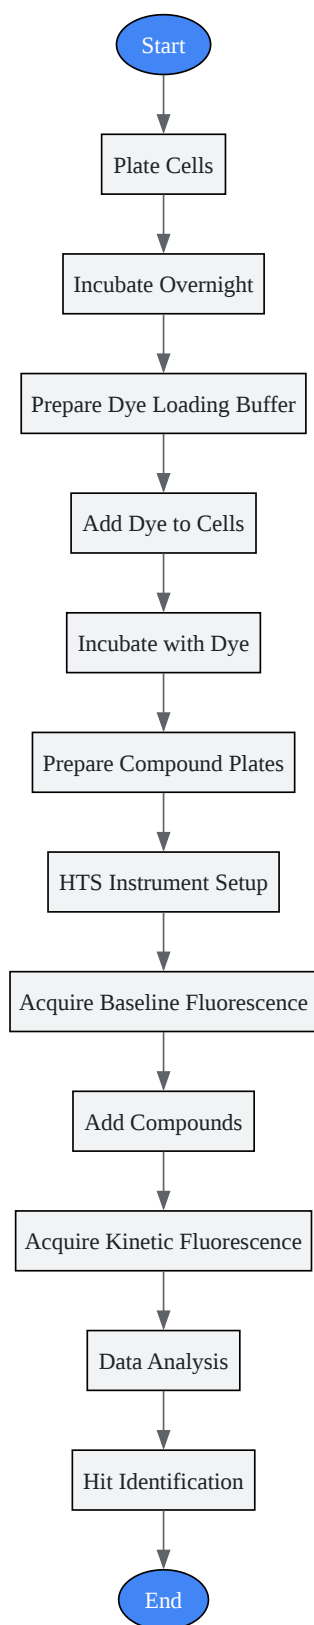 Start
Plate Cells
Incubate Overnight
Prepare Dye Loading Buffer
Add Dye to Cells
Incubate with Dye
Prepare Compound Plates
HTS Instrument Setup
Acquire Baseline Fluorescence
Add Compounds
Acquire Kinetic Fluorescence
Data Analysis
Hit Identification
End